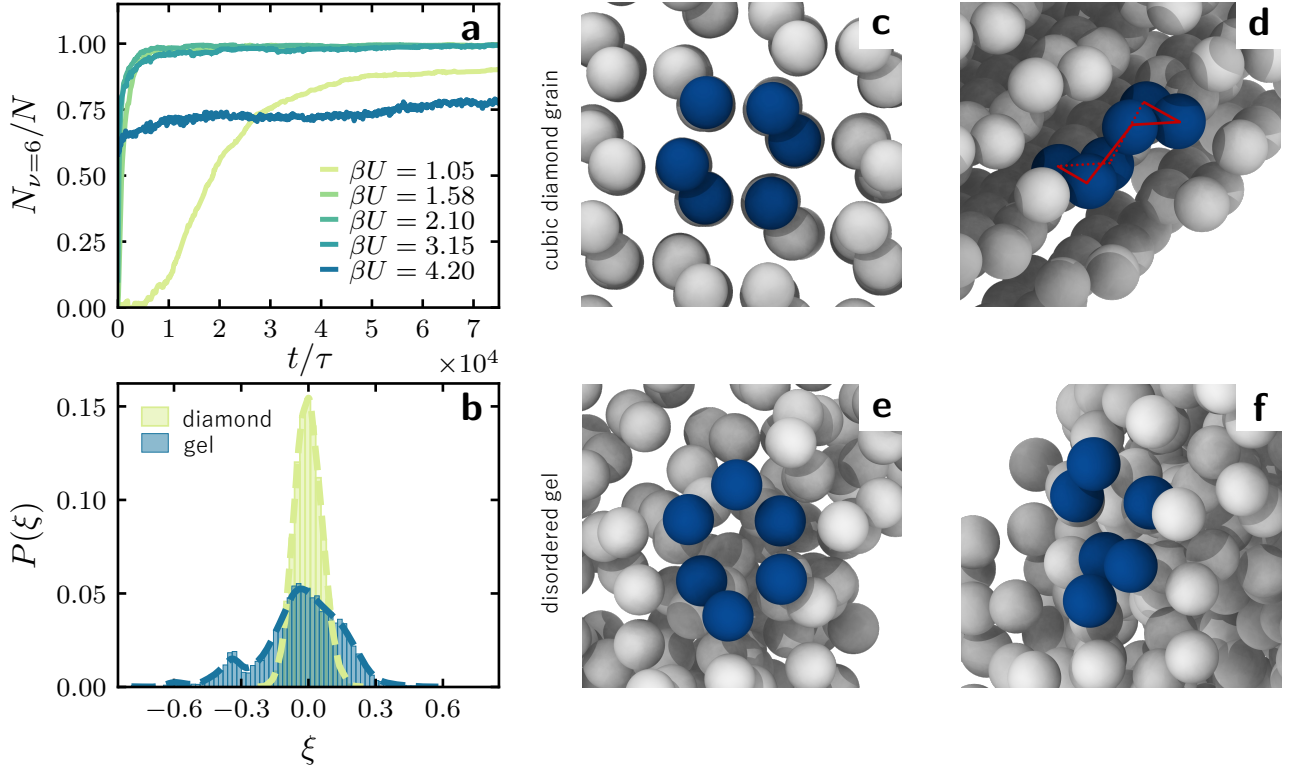 a
N_{ν=6}/N
1.00
0.75
0.50
0.25
0.00
βU = 1.05
βU = 1.58
βU = 2.10
βU = 3.15
βU = 4.20
0 1 2 3 4 5 6 7
t/τ
×10⁴
b
P(ξ)
0.15
0.10
0.05
0.00
diamond
gel
−0.6 −0.3 0.0 0.3 0.6
ξ
cubic diamond grain
c
d
disordered gel
e
f